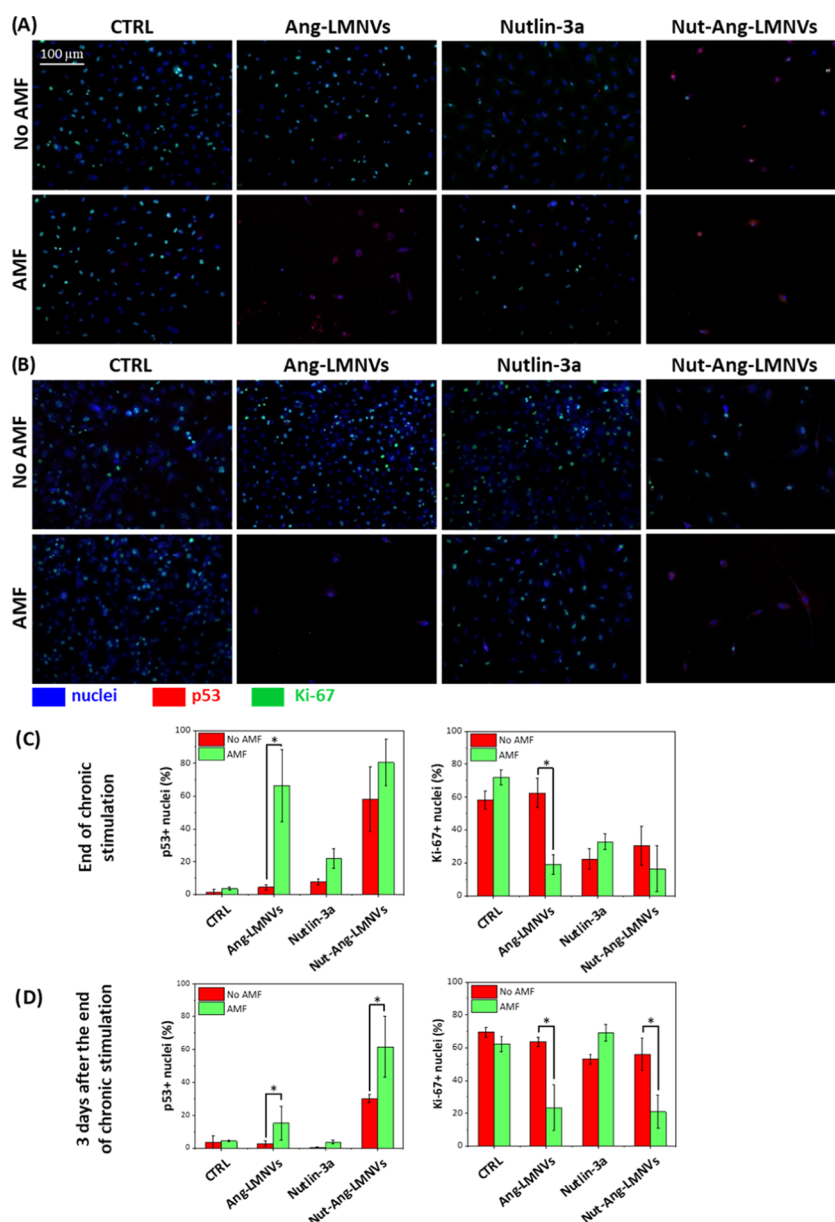 (A) CTRL Ang-LMNVs Nutlin-3a Nut-Ang-LMNVs
100 µm
No AMF
AMF
(B) CTRL Ang-LMNVs Nutlin-3a Nut-Ang-LMNVs
No AMF
AMF
nuclei p53 Ki-67
(C)
End of chronic
stimulation
p53+ nuclei (%)
100
80
60
40
20
0
No AMF
AMF
*
CTRL
Ang-LMNVs
Nutlin-3a
Nut-Ang-LMNVs
Ki-67+ nuclei (%)
100
80
60
40
20
0
No AMF
AMF
*
CTRL
Ang-LMNVs
Nutlin-3a
Nut-Ang-LMNVs
(D)
3 days after the end
of chronic stimulation
p53+ nuclei (%)
100
80
60
40
20
0
No AMF
AMF
*
*
CTRL
Ang-LMNVs
Nutlin-3a
Nut-Ang-LMNVs
Ki-67+ nuclei (%)
100
80
60
40
20
0
No AMF
AMF
*
*
CTRL
Ang-LMNVs
Nutlin-3a
Nut-Ang-LMNVs